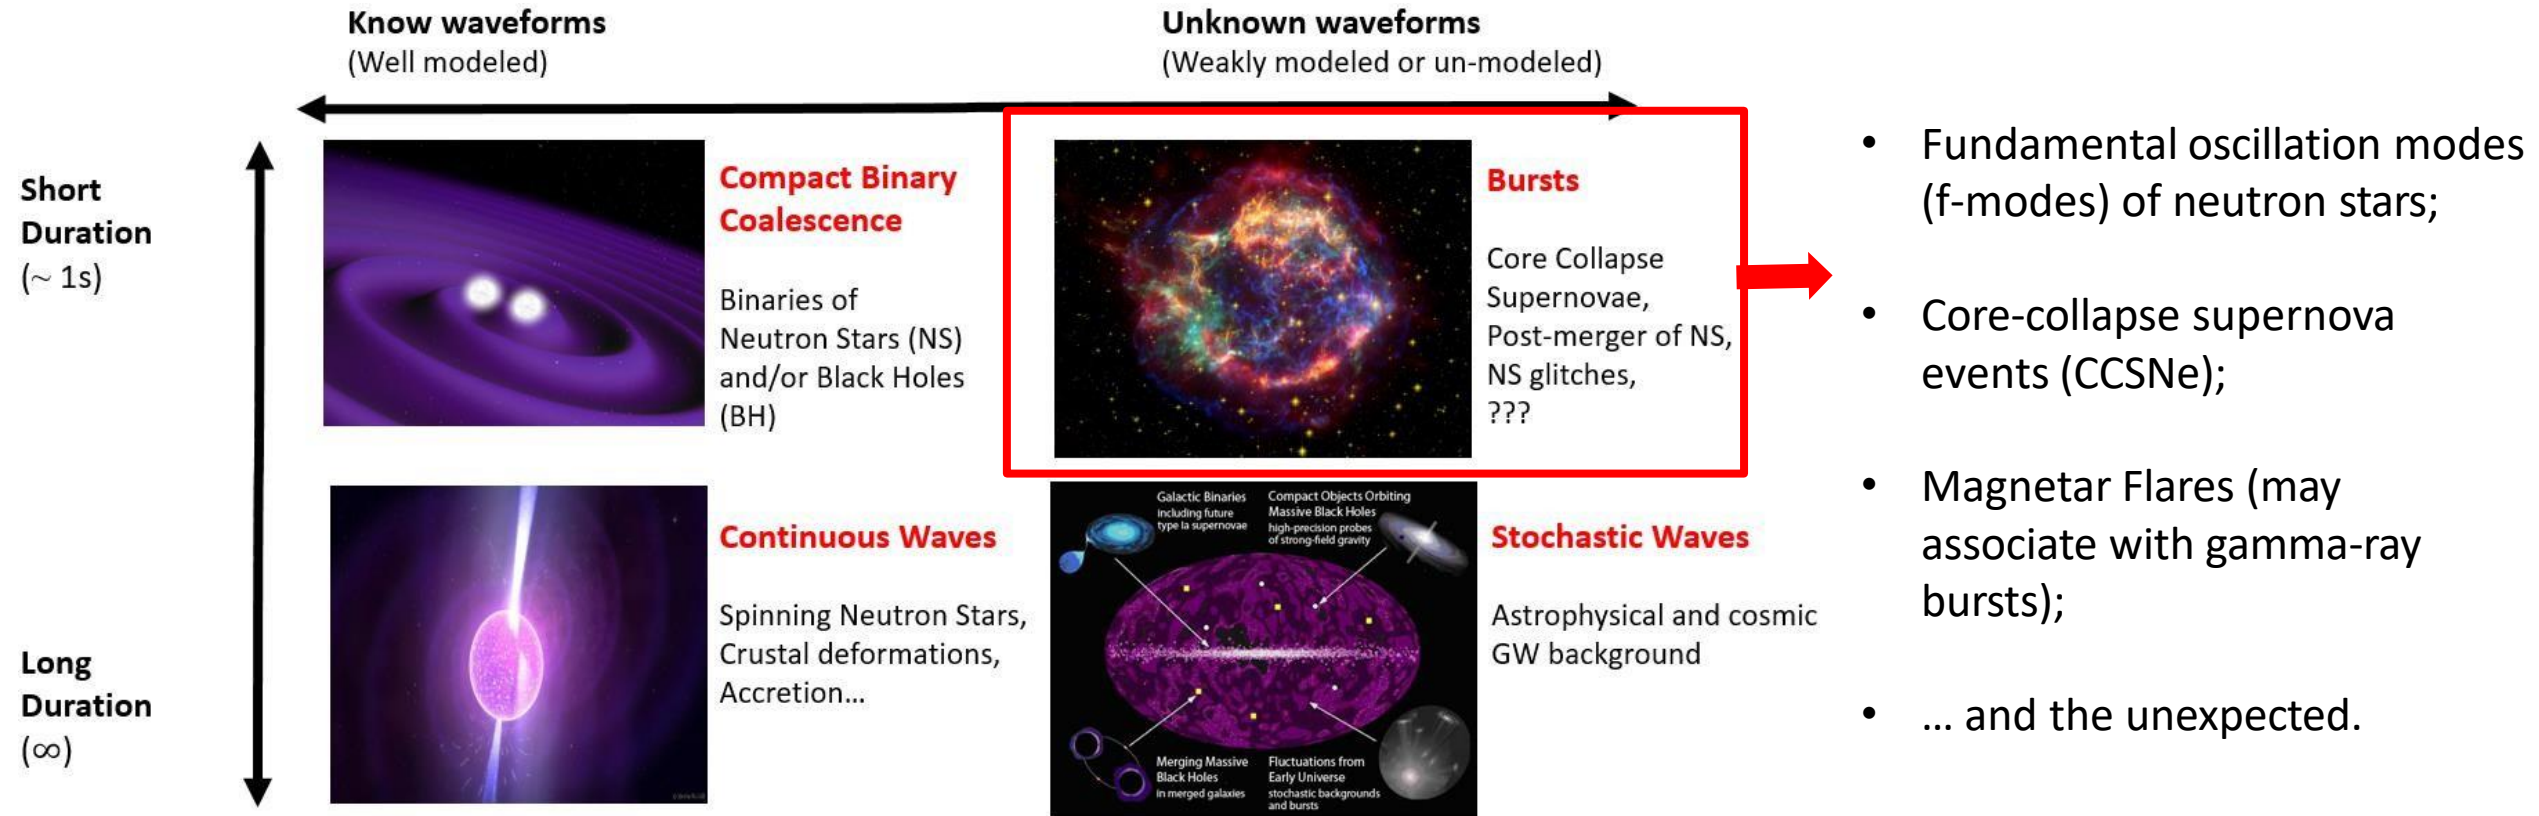 Know waveforms
(Well modeled)
Unknown waveforms
(Weakly modeled or un-modeled)
Short
Duration
(~ 1s)
Compact Binary
Coalescence
Binaries of
Neutron Stars (NS)
and/or Black Holes
(BH)
Bursts
Core Collapse
Supernovae,
Post-merger of NS,
NS glitches,
???
Long
Duration
(∞)
Continuous Waves
Spinning Neutron Stars,
Crustal deformations,
Accretion...
Galactic Binaries
including future
type Ia supernovae
Compact Objects Orbiting
Massive Black Holes
high-precision probes
of strong-field gravity
Merging Massive
Black Holes
in merged galaxies
Fluctuations from
Early Universe
stochastic backgrounds
and bursts
Stochastic Waves
Astrophysical and cosmic
GW background
• Fundamental oscillation modes
(f-modes) of neutron stars;
• Core-collapse supernova
events (CCSNe);
• Magnetar Flares (may
associate with gamma-ray
bursts);
• ... and the unexpected.